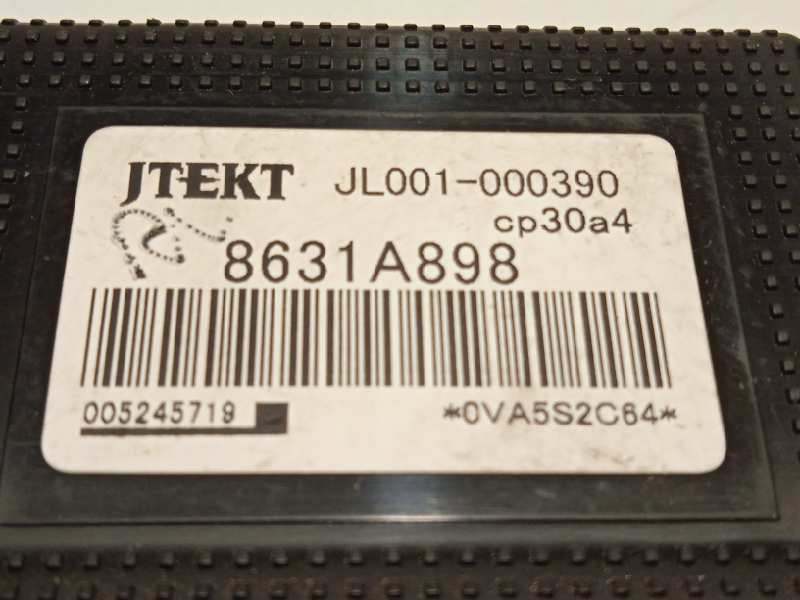 JTEKT JL001-000390
cp30a4
8631A898
005245719 *0VA5S2C64*